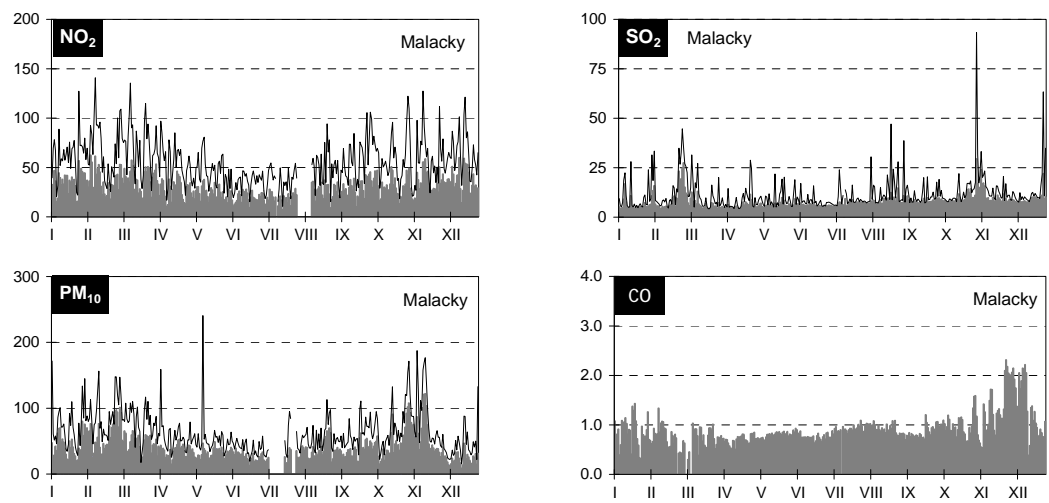 200
NO₂
Malacky
150
100
50
0
I II III IV V VI VII VIII IX X XI XII
100
SO₂ Malacky
75
50
25
0
I II III IV V VI VII VIII IX X XI XII
300
PM₁₀
Malacky
200
100
0
I II III IV V VI VII VIII IX X XI XII
4.0
CO
Malacky
3.0
2.0
1.0
0.0
I II III IV V VI VII VIII IX X XI XII